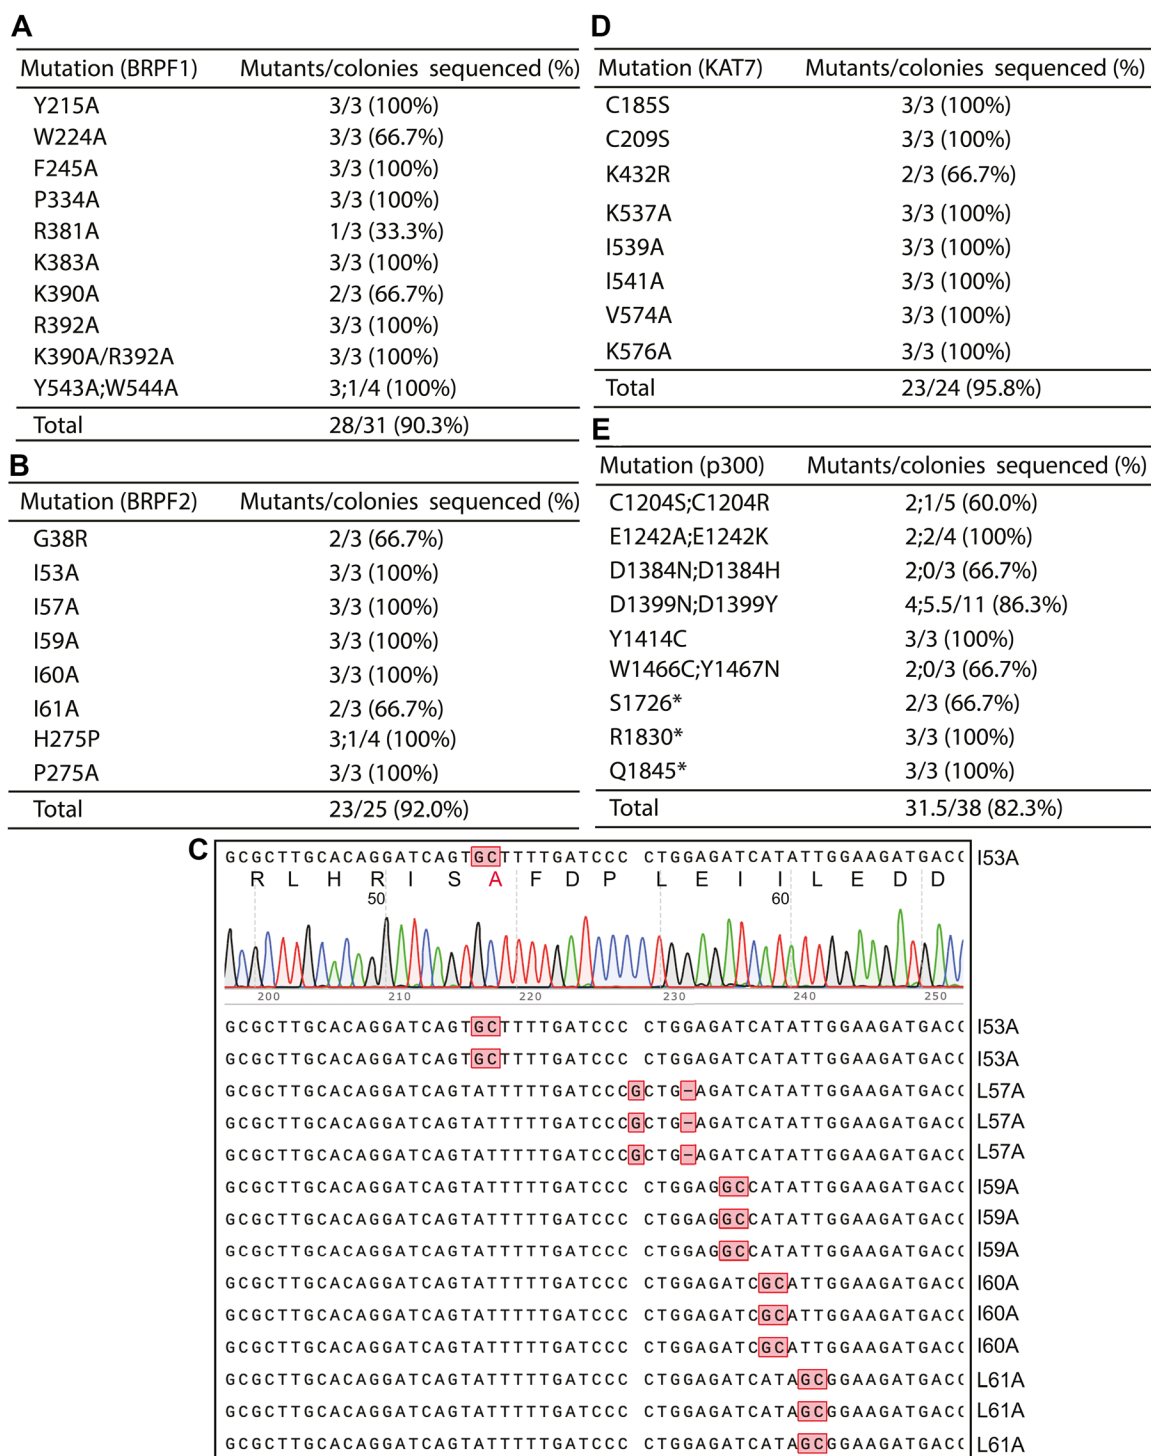 A
Mutation (BRPF1) Mutants/colonies sequenced (%)
Y215A 3/3 (100%)
W224A 3/3 (66.7%)
F245A 3/3 (100%)
P334A 3/3 (100%)
R381A 1/3 (33.3%)
K383A 3/3 (100%)
K390A 2/3 (66.7%)
R392A 3/3 (100%)
K390A/R392A 3/3 (100%)
Y543A;W544A 3;1/4 (100%)
Total 28/31 (90.3%)
B
Mutation (BRPF2) Mutants/colonies sequenced (%)
G38R 2/3 (66.7%)
I53A 3/3 (100%)
I57A 3/3 (100%)
I59A 3/3 (100%)
I60A 3/3 (100%)
I61A 2/3 (66.7%)
H275P 3;1/4 (100%)
P275A 3/3 (100%)
Total 23/25 (92.0%)
D
Mutation (KAT7) Mutants/colonies sequenced (%)
C185S 3/3 (100%)
C209S 3/3 (100%)
K432R 2/3 (66.7%)
K537A 3/3 (100%)
I539A 3/3 (100%)
I541A 3/3 (100%)
V574A 3/3 (100%)
K576A 3/3 (100%)
Total 23/24 (95.8%)
E
Mutation (p300) Mutants/colonies sequenced (%)
C1204S;C1204R 2;1/5 (60.0%)
E1242A;E1242K 2;2/4 (100%)
D1384N;D1384H 2;0/3 (66.7%)
D1399N;D1399Y 4;5.5/11 (86.3%)
Y1414C 3/3 (100%)
W1466C;Y1467N 2;0/3 (66.7%)
S1726* 2/3 (66.7%)
R1830* 3/3 (100%)
Q1845* 3/3 (100%)
Total 31.5/38 (82.3%)
C
GCGCTTGCACAGGATCAGTGCTTTTGATCCC CTGGAGATCATATTGGAAGATGACC I53A
R L H R I S A F D P L E I I L E D D
50 60
200 210 220 230 240 250
GCGCTTGCACAGGATCAGTGCTTTTGATCCC CTGGAGATCATATTGGAAGATGACC I53A
GCGCTTGCACAGGATCAGTGCTTTTGATCCC CTGGAGATCATATTGGAAGATGACC I53A
GCGCTTGCACAGGATCAGTATTTTTGATCCCGCTG-AGATCATATTGGAAGATGACC L57A
GCGCTTGCACAGGATCAGTATTTTTGATCCCGCTG-AGATCATATTGGAAGATGACC L57A
GCGCTTGCACAGGATCAGTATTTTTGATCCCGCTG-AGATCATATTGGAAGATGACC L57A
GCGCTTGCACAGGATCAGTATTTTTGATCCC CTGGAGGCCATATTGGAAGATGACC I59A
GCGCTTGCACAGGATCAGTATTTTTGATCCC CTGGAGGCCATATTGGAAGATGACC I59A
GCGCTTGCACAGGATCAGTATTTTTGATCCC CTGGAGGCCATATTGGAAGATGACC I59A
GCGCTTGCACAGGATCAGTATTTTTGATCCC CTGGAGATCGCATTGGAAGATGACC I60A
GCGCTTGCACAGGATCAGTATTTTTGATCCC CTGGAGATCGCATTGGAAGATGACC I60A
GCGCTTGCACAGGATCAGTATTTTTGATCCC CTGGAGATCGCATTGGAAGATGACC I60A
GCGCTTGCACAGGATCAGTATTTTTGATCCC CTGGAGATCATAGCGGAAGATGACC L61A
GCGCTTGCACAGGATCAGTATTTTTGATCCC CTGGAGATCATAGCGGAAGATGACC L61A
GCGCTTGCACAGGATCAGTATTTTTGATCCC CTGGAGATCATAGCGGAAGATGACC L61A